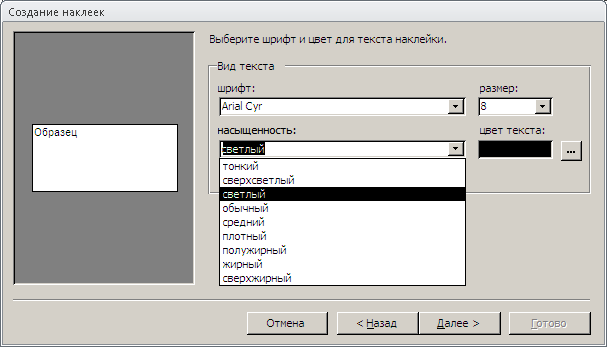 Создание наклеек
Выберите шрифт и цвет для текста наклейки.
Вид текста
шрифт:
размер:
Arial Cyr
8
Образец
насыщенность:
цвет текста:
светлый
...
тонкий
сверхсветлый
светлый
обычный
средний
плотный
полужирный
жирный
сверхжирный
Отмена
< Назад
Далее >
Готово